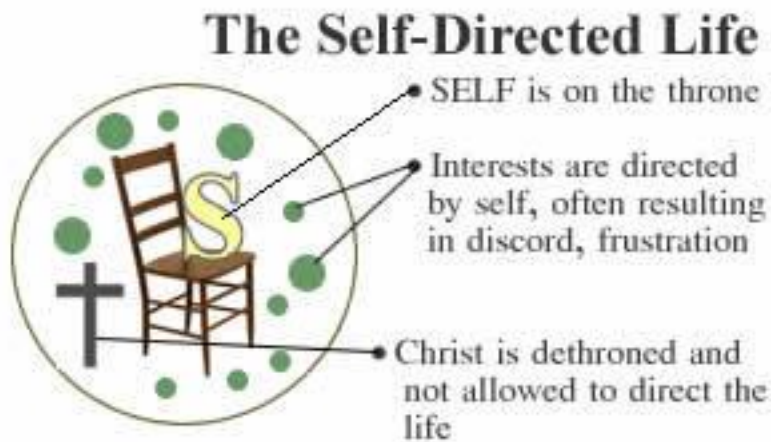 The Self-Directed Life
SELF is on the throne
S
Interests are directed
by self, often resulting
in discord, frustration
Christ is dethroned and
not allowed to direct the
life